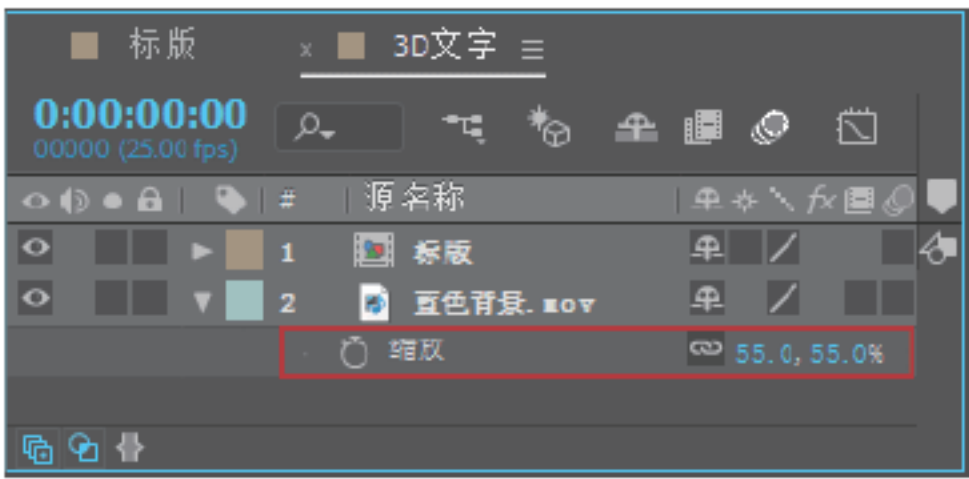 标版 × 3D文字
0:00:00:00
00000 (25.00 fps)
# 源名称 fx
1 标版
2 蓝色背景.mov
缩放 55.0, 55.0%